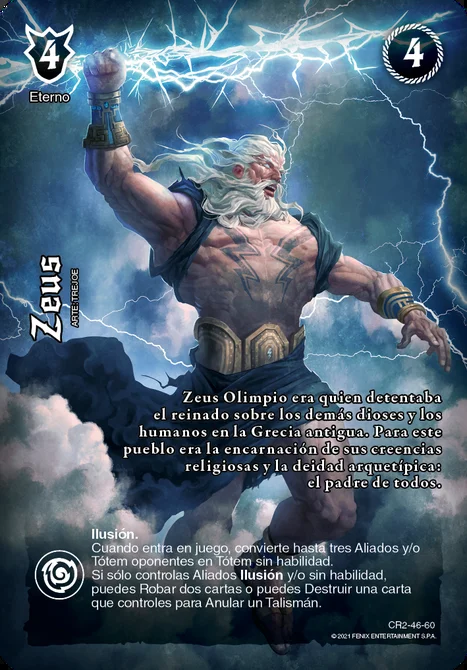 4
4
Eterno
Zeus
ARTE: TREJOE
Zeus Olimpio era quien detentaba
el reinado sobre los demás dioses y los
humanos en la Grecia antigua. Para este
pueblo era la encarnación de sus creencias
religiosas y la deidad arquetípica:
el padre de todos.
Ilusión.
Cuando entra en juego, convierte hasta tres Aliados y/o
Tótem oponentes en Tótem sin habilidad.
Si sólo controlas Aliados Ilusión y/o sin habilidad,
puedes Robar dos cartas o puedes Destruir una carta
que controles para Anular un Talismán.
CR2-46-60
© 2021 FENIX ENTERTAINMENT S.P.A.